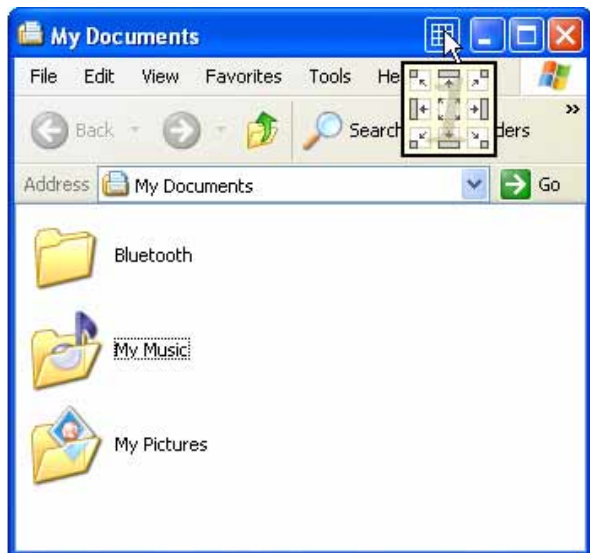 My Documents
File Edit View Favorites Tools He
Back Search ders
Address My Documents Go
Bluetooth
My Music
My Pictures